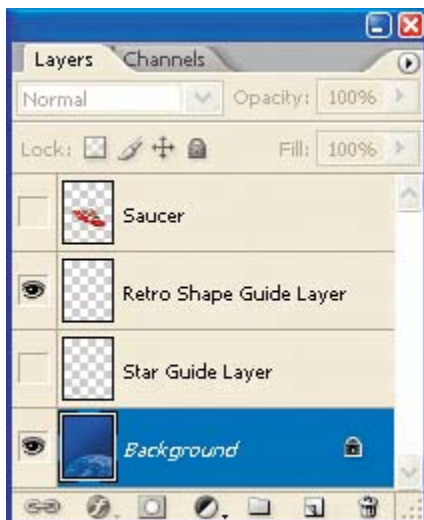 Layers Channels
Normal Opacity: 100%
Lock: Fill: 100%
Saucer
Retro Shape Guide Layer
Star Guide Layer
Background